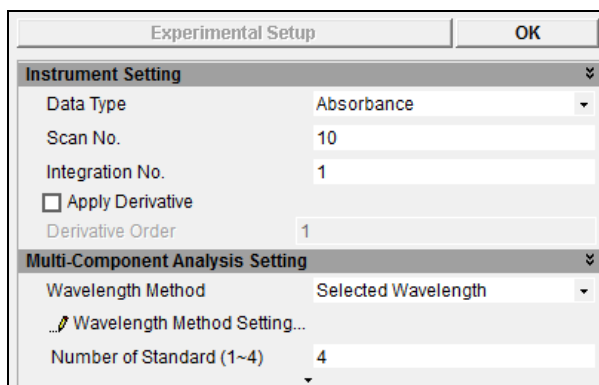 Experimental Setup OK
Instrument Setting
Data Type Absorbance
Scan No. 10
Integration No. 1
Apply Derivative
Derivative Order 1
Multi-Component Analysis Setting
Wavelength Method Selected Wavelength
Wavelength Method Setting...
Number of Standard (1~4) 4